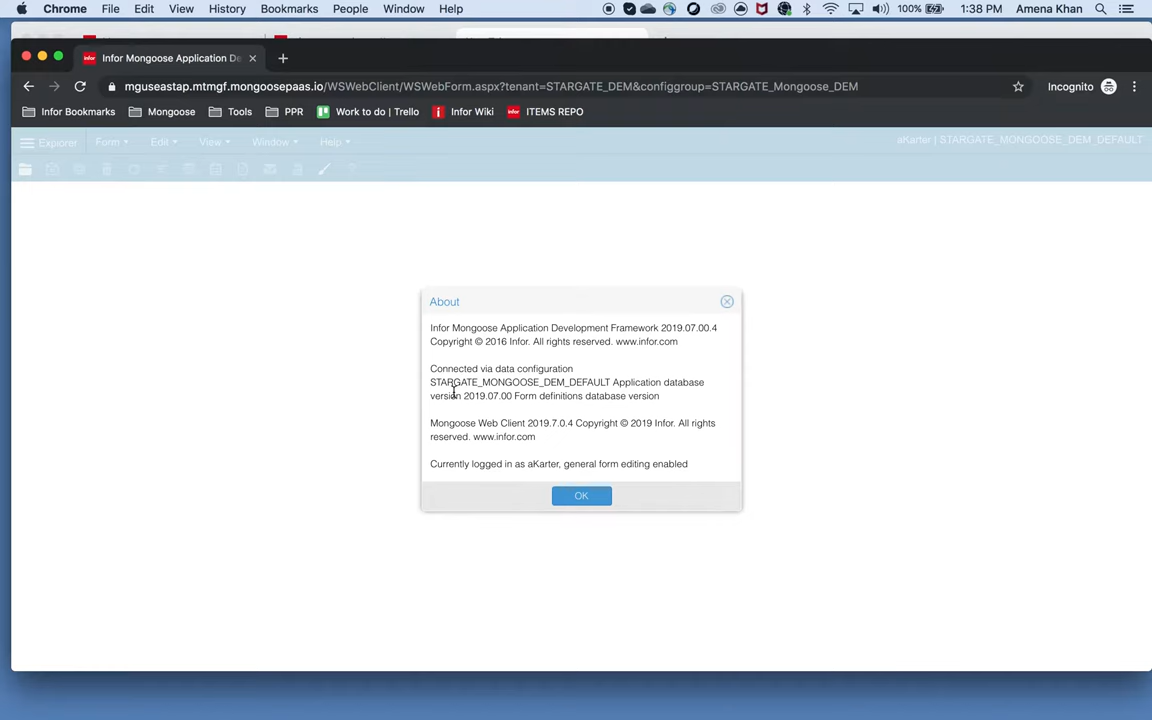 Chrome File Edit View History Bookmarks People Window Help 100% 1:38 PM Amena Khan
Infor Mongoose Application De
mguseastap.mtmgf.mongoosepaas.io/WSWebClient/WSWebForm.aspx?tenant=STARGATE_DEM&configgroup=STARGATE_Mongoose_DEM Incognito
Infor Bookmarks Mongoose Tools PPR Work to do | Trello Infor Wiki ITEMS REPO
Explorer Form Edit View Window Help aKarter | STARGATE_MONGOOSE_DEM_DEFAULT
About
Infor Mongoose Application Development Framework 2019.07.00.4
Copyright © 2016 Infor. All rights reserved. www.infor.com
Connected via data configuration
STARGATE_MONGOOSE_DEM_DEFAULT Application database
version 2019.07.00 Form definitions database version
Mongoose Web Client 2019.7.0.4 Copyright © 2019 Infor. All rights
reserved. www.infor.com
Currently logged in as aKarter, general form editing enabled
OK